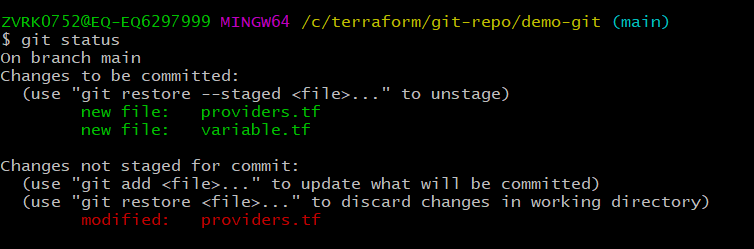 ZVRK0752@EQ-EQ6297999 MINGW64 /c/terraform/git-repo/demo-git (main)
$ git status
On branch main
Changes to be committed:
  (use "git restore --staged <file>..." to unstage)
        new file:   providers.tf
        new file:   variable.tf

Changes not staged for commit:
  (use "git add <file>..." to update what will be committed)
  (use "git restore <file>..." to discard changes in working directory)
        modified:   providers.tf